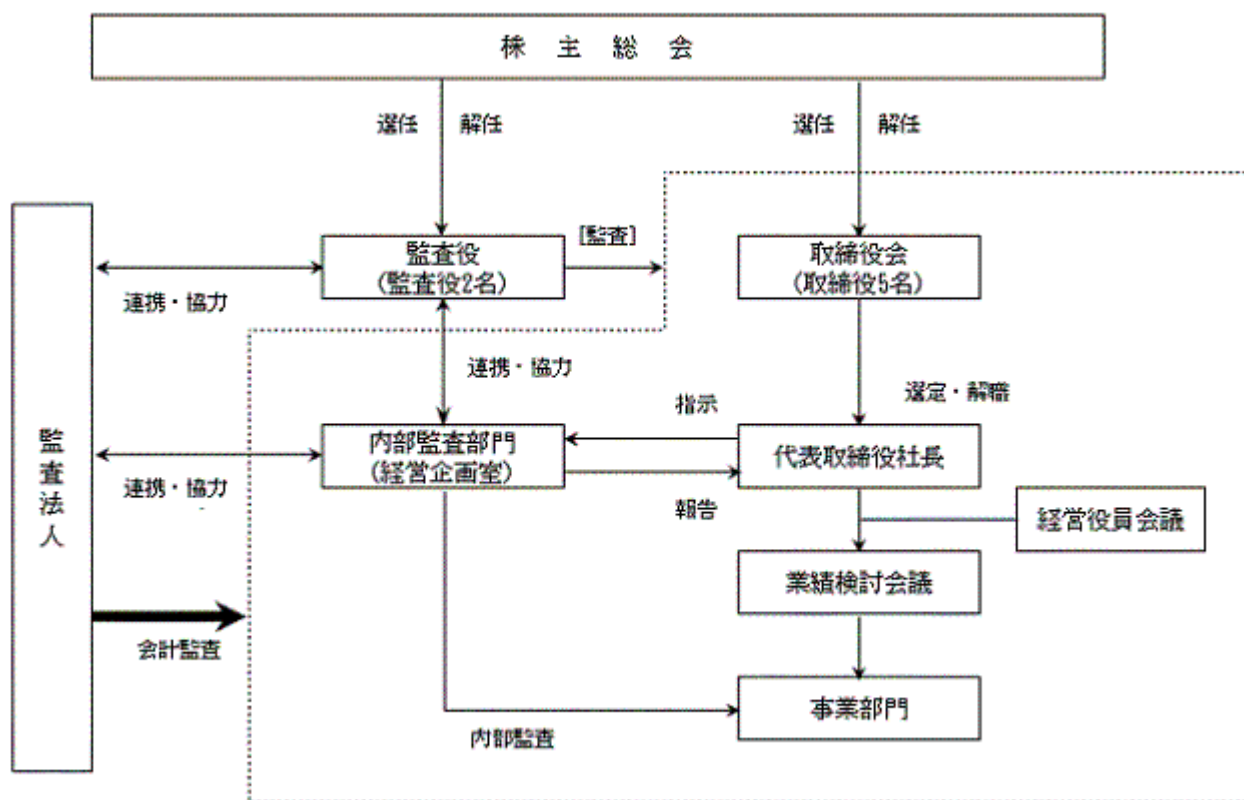 株主総会
選任
解任
選任
解任
監査役
(監査役2名)
[監査]
取締役会
(取締役5名)
連携・協力
連携・協力
選定・解職
指示
監査法人
内部監査部門
(経営企画室)
代表取締役社長
連携・協力
報告
経営役員会議
業績検討会議
会計監査
事業部門
内部監査